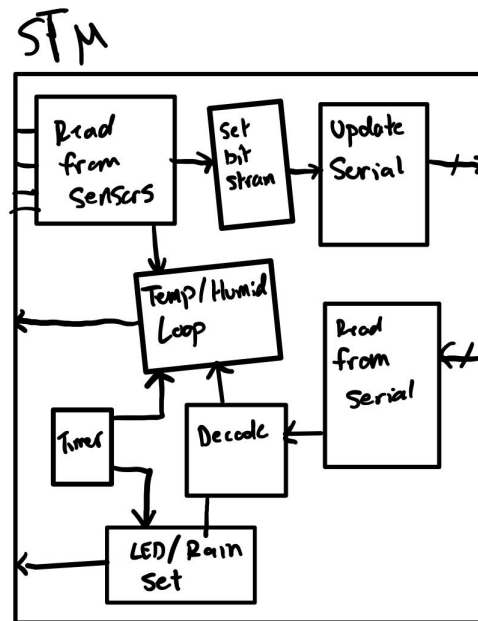 STM
Read
from
Sensors
Set
bit
stram
Update
Serial
Temp/Humid
Loop
Read
from
Serial
Timer
Decode
LED/Rain
Set